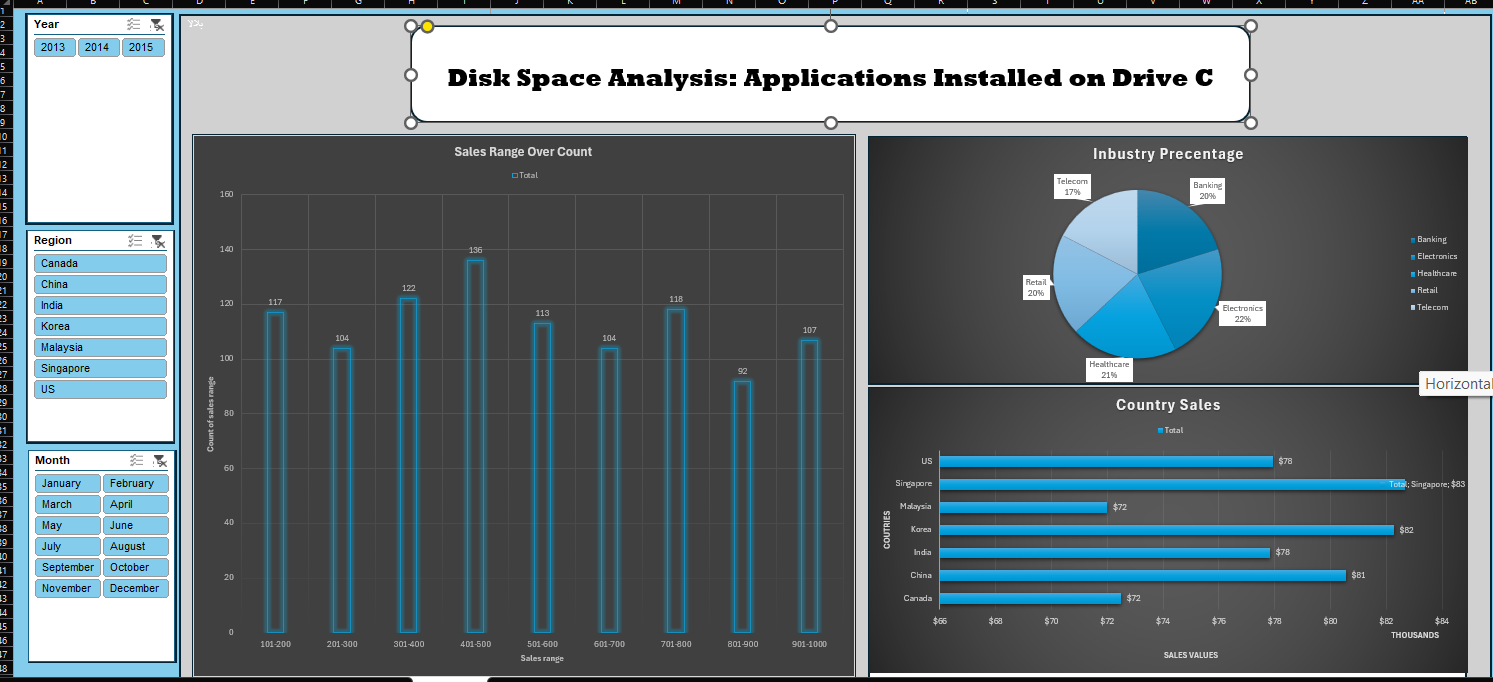 A B C D E F G H I J K L M N O P Q R S T U V W X Y Z AA AB
Year
2013 2014 2015
Region
Canada
China
India
Korea
Malaysia
Singapore
US
Month
January February
March April
May June
July August
September October
November December
Disk Space Analysis: Applications Installed on Drive C
Sales Range Over Count
Total
160
140
120
100
80
60
40
20
0
Count of sales range
117
104
122
136
113
104
118
92
107
101-200 201-300 301-400 401-500 501-600 601-700 701-800 801-900 901-1000
Sales range
Inbustry Precentage
Telecom
17%
Banking
20%
Retail
20%
Electronics
22%
Healcare
21%
Banking
Electronics
Healthcare
Retail
Telecom
Horizontal
Country Sales
Total
US $78
Singapore Total; Singapore; $83
Malaysia $72
Korea $82
India $78
China $81
Canada $72
COUTRIES
$66 $68 $70 $72 $74 $76 $78 $80 $82 $84
THOUSANDS
SALES VALUES